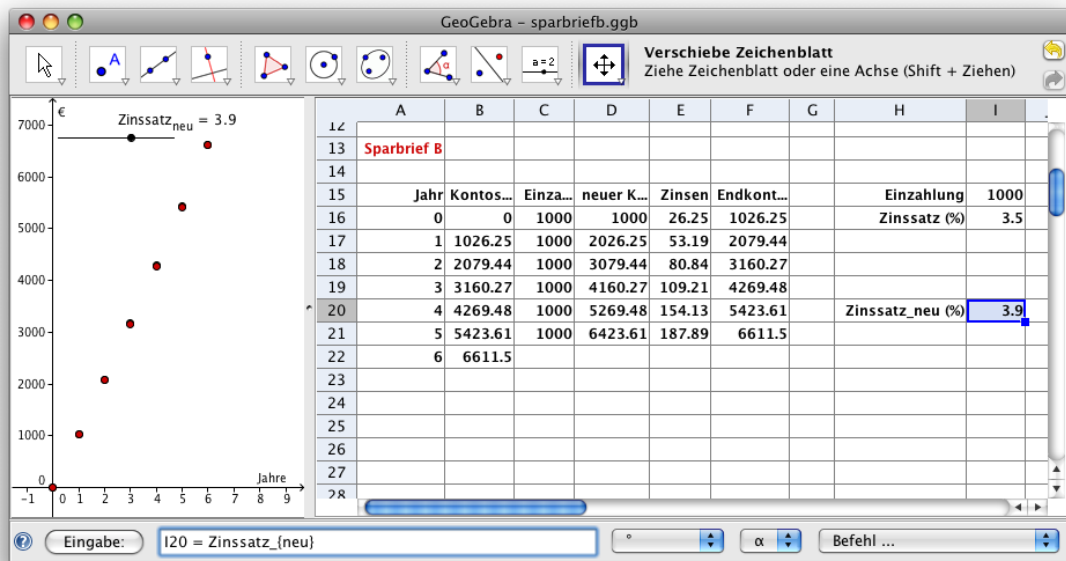 GeoGebra – sparbriefb.ggb
A
α
a = 2
Verschiebe Zeichenblatt
Ziehe Zeichenblatt oder eine Achse (Shift + Ziehen)
€
Zinssatz_neu = 3.9
7000
6000
5000
4000
3000
2000
1000
0
Jahre
-1 0 1 2 3 4 5 6 7 8 9
A B C D E F G H I
12
13 Sparbrief B
14
15 Jahr Kontos... Einza... neuer K... Zinsen Endkont... Einzahlung 1000
16 0 0 1000 1000 26.25 1026.25 Zinssatz (%) 3.5
17 1 1026.25 1000 2026.25 53.19 2079.44
18 2 2079.44 1000 3079.44 80.84 3160.27
19 3 3160.27 1000 4160.27 109.21 4269.48
20 4 4269.48 1000 5269.48 154.13 5423.61 Zinssatz_neu (%) 3.9
21 5 5423.61 1000 6423.61 187.89 6611.5
22 6 6611.5
23
24
25
26
27
28
? Eingabe: I20 = Zinssatz_{neu} ° α Befehl ...